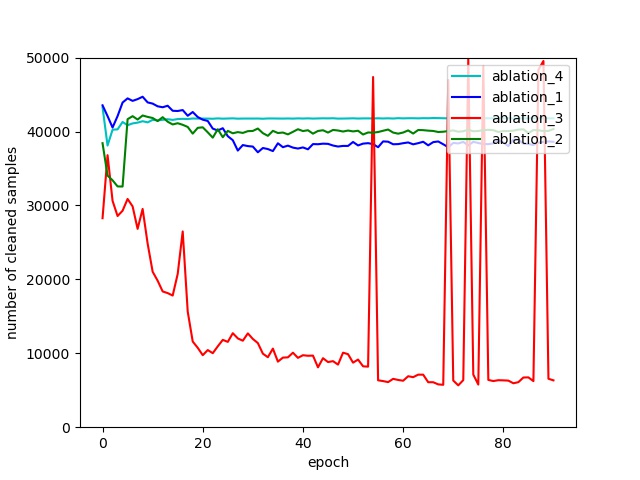 50000
40000
30000
20000
10000
0
number of cleaned samples
0 20 40 60 80
epoch
ablation_4
ablation_1
ablation_3
ablation_2